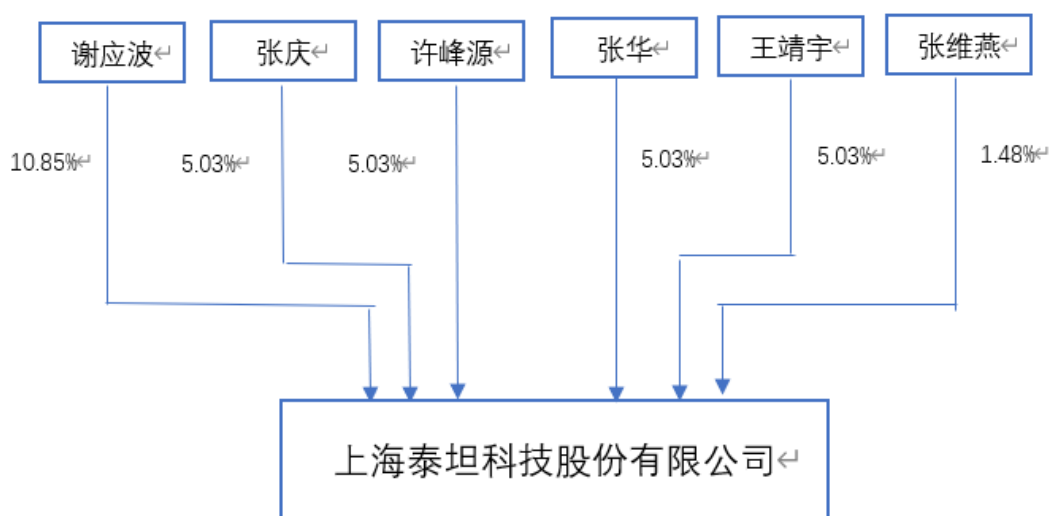 谢应波
张庆
许峰源
张华
王靖宇
张维燕
10.85%
5.03%
5.03%
5.03%
5.03%
1.48%
上海泰坦科技股份有限公司